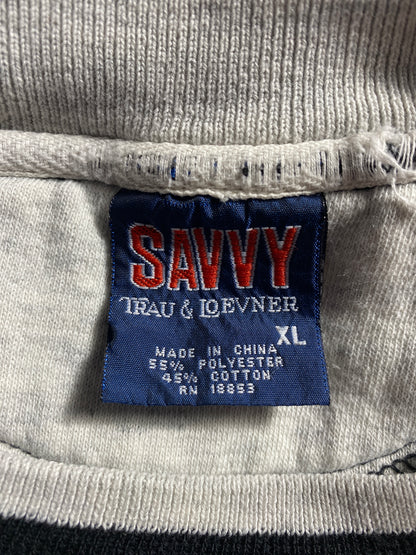 SAVVY
TRAU & LOEVNER
XL
MADE IN CHINA
55% POLYESTER
45% COTTON
RN 18853